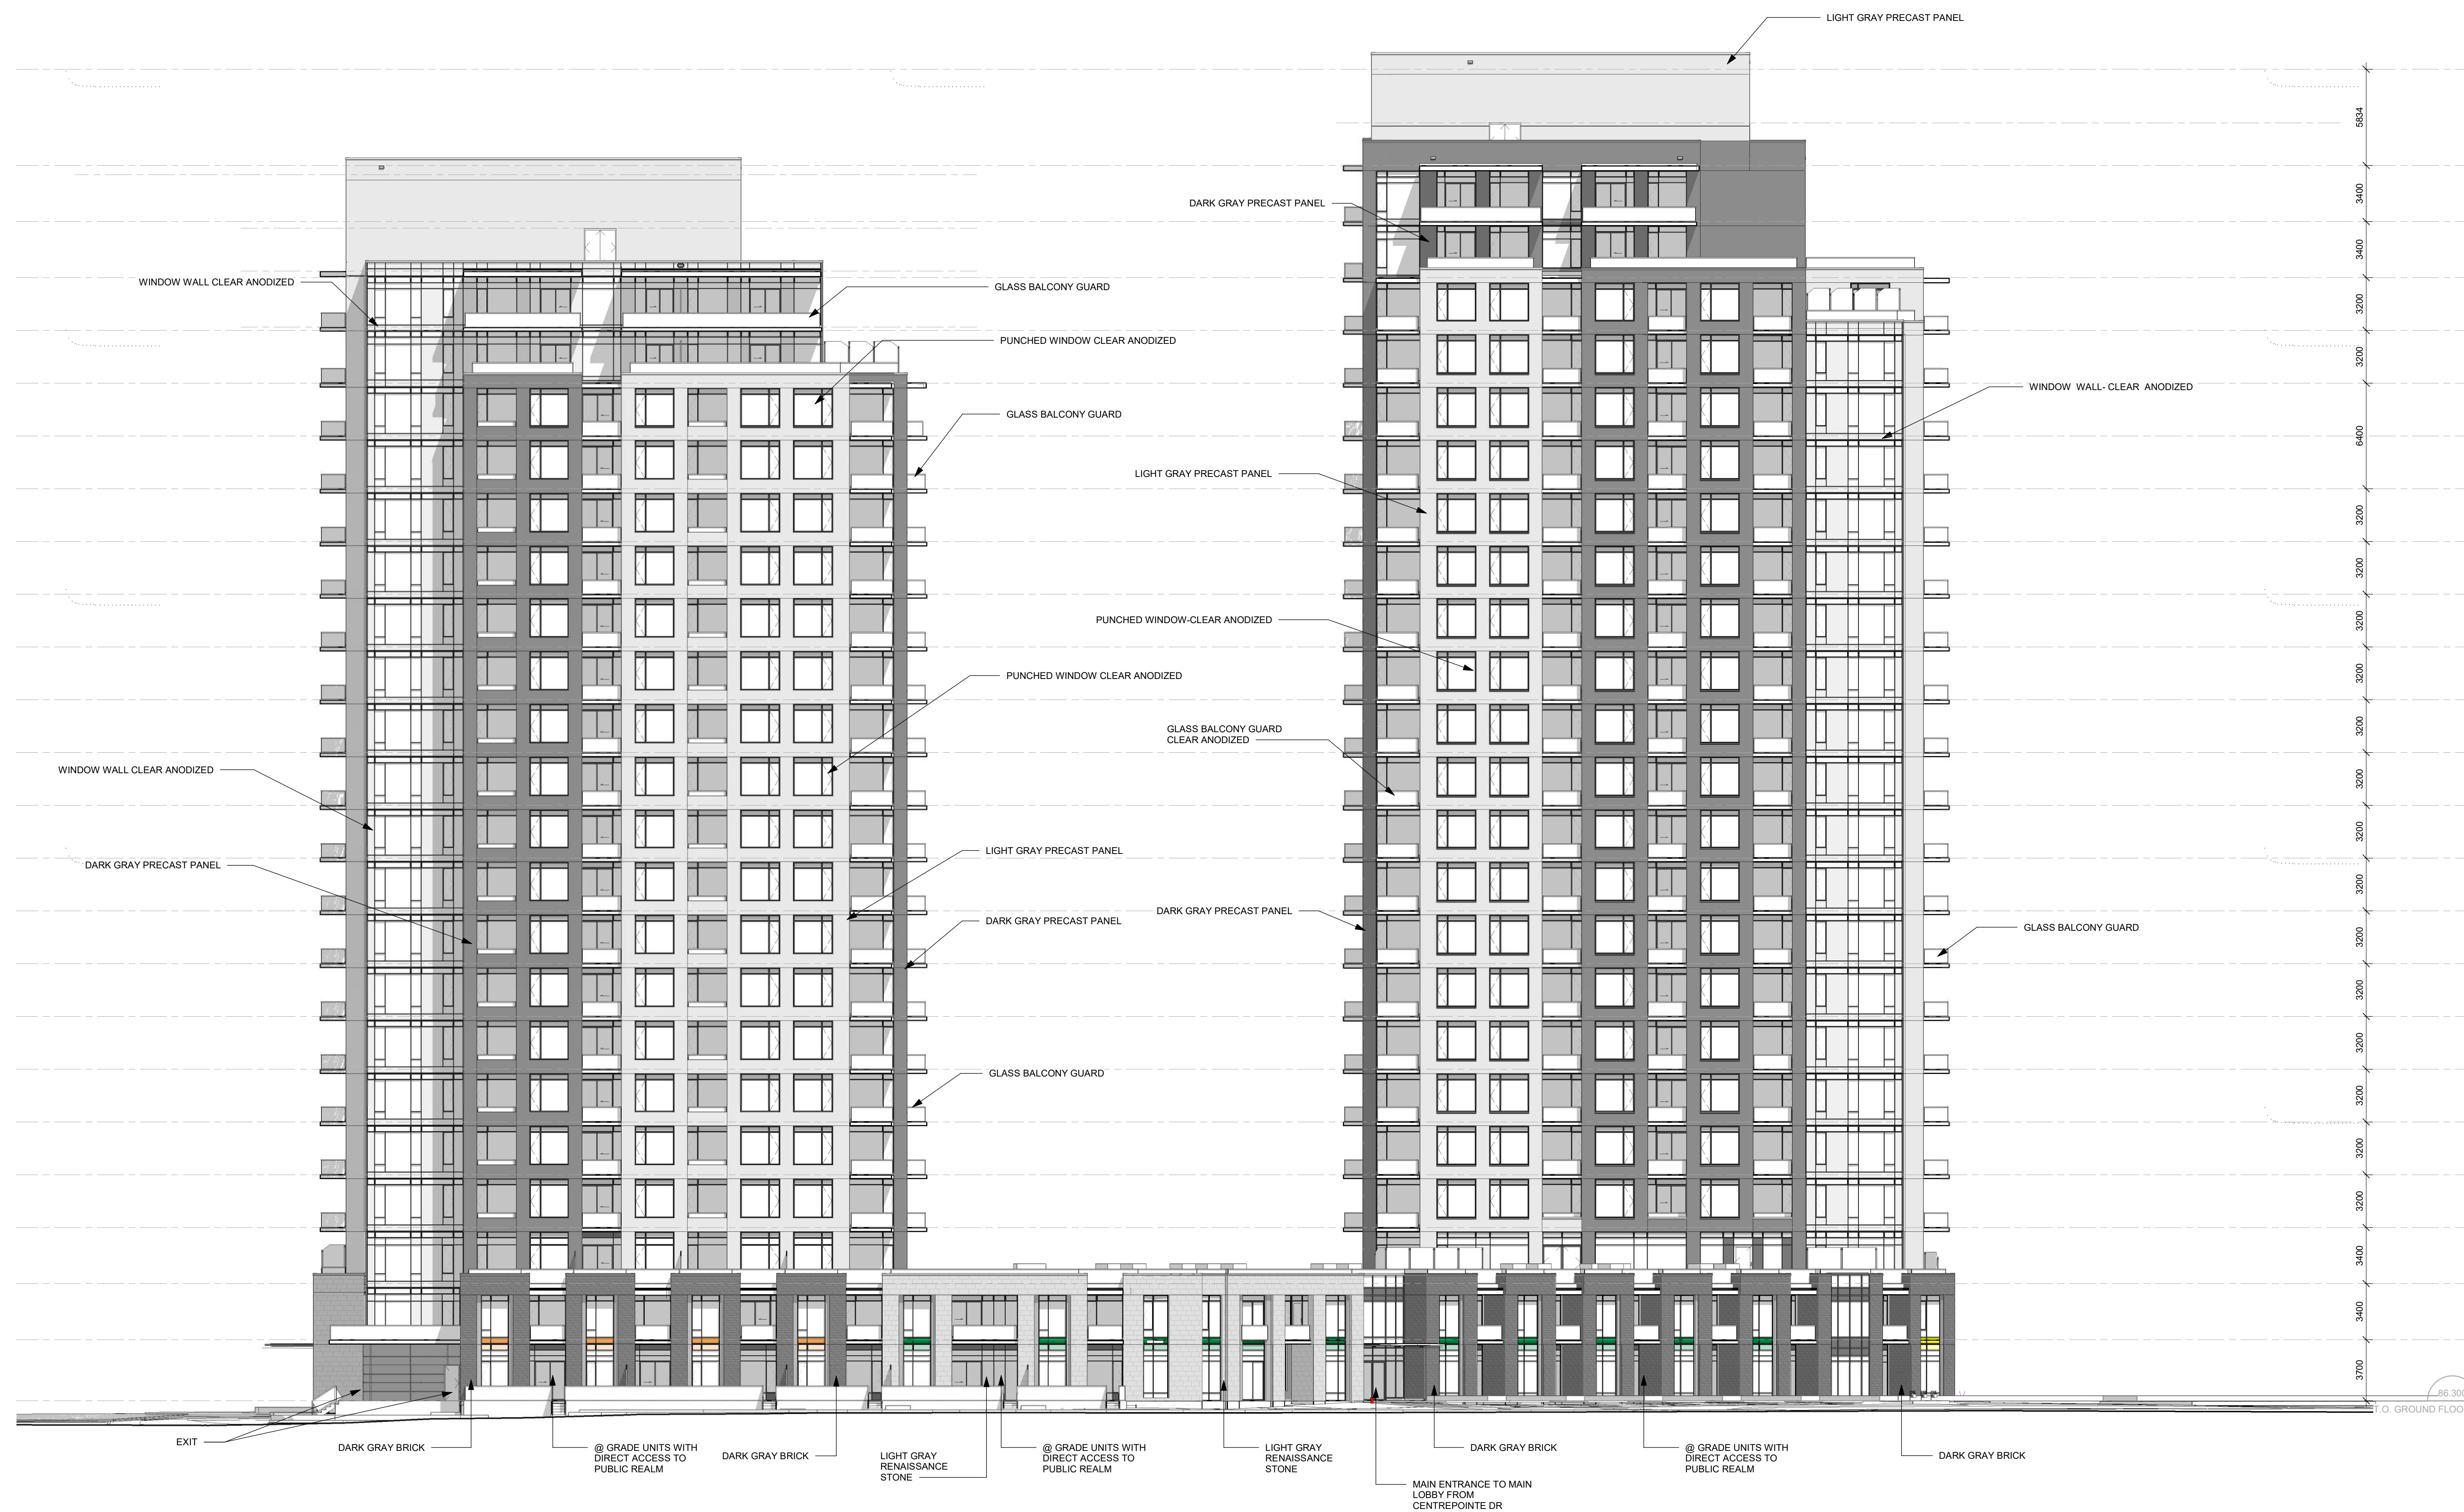 LIGHT GRAY PRECAST PANEL
5834
3400
DARK GRAY PRECAST PANEL
3400
WINDOW WALL CLEAR ANODIZED
GLASS BALCONY GUARD
3200
PUNCHED WINDOW CLEAR ANODIZED
3200
WINDOW WALL- CLEAR ANODIZED
GLASS BALCONY GUARD
6400
LIGHT GRAY PRECAST PANEL
3200
3200
PUNCHED WINDOW-CLEAR ANODIZED
3200
PUNCHED WINDOW CLEAR ANODIZED
3200
GLASS BALCONY GUARD
CLEAR ANODIZED
3200
WINDOW WALL CLEAR ANODIZED
3200
3200
LIGHT GRAY PRECAST PANEL
DARK GRAY PRECAST PANEL
3200
DARK GRAY PRECAST PANEL
DARK GRAY PRECAST PANEL
GLASS BALCONY GUARD
3200
3200
3200
GLASS BALCONY GUARD
3200
3200
3200
3400
3400
3700
86.300
T.O. GROUND FLOO
EXIT
DARK GRAY BRICK
@ GRADE UNITS WITH
DIRECT ACCESS TO
PUBLIC REALM
DARK GRAY BRICK
LIGHT GRAY
RENAISSANCE
STONE
@ GRADE UNITS WITH
DIRECT ACCESS TO
PUBLIC REALM
LIGHT GRAY
RENAISSANCE
STONE
MAIN ENTRANCE TO MAIN
LOBBY FROM
CENTREPOINTE DR
DARK GRAY BRICK
@ GRADE UNITS WITH
DIRECT ACCESS TO
PUBLIC REALM
DARK GRAY BRICK